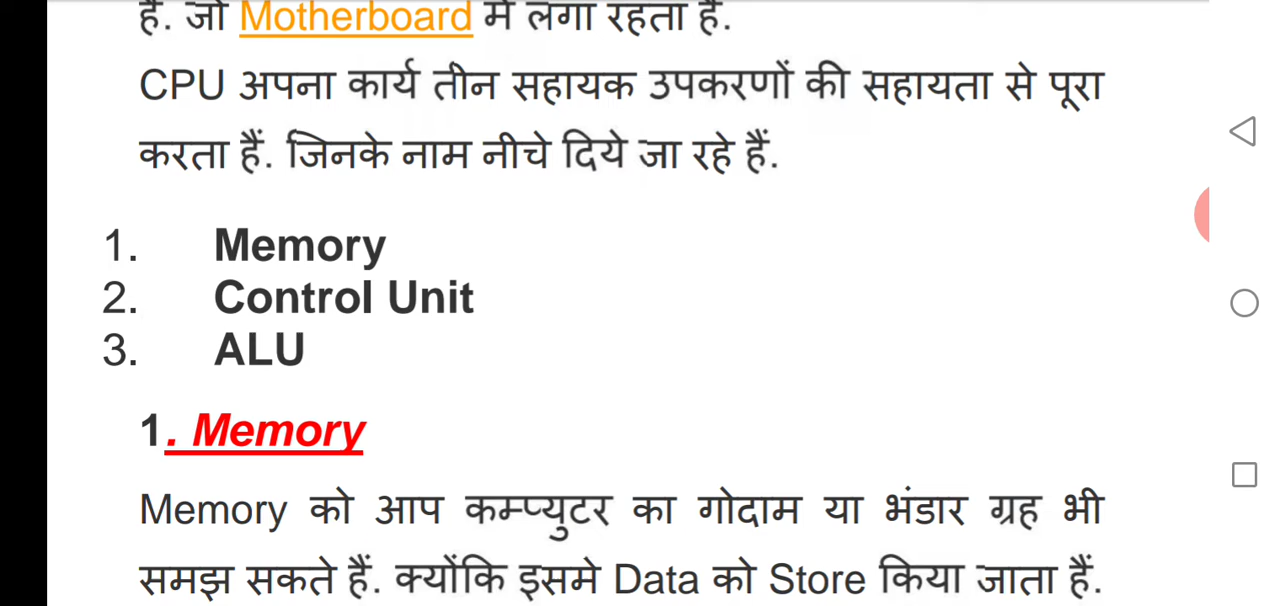 है. जो Motherboard में लगा रहता है.
CPU अपना कार्य तीन सहायक उपकरणों की सहायता से पूरा
करता हैं. जिनके नाम नीचे दिये जा रहे हैं.
1. Memory
2. Control Unit
3. ALU
1. Memory
Memory को आप कम्प्युटर का गोदाम या भंडार ग्रह भी
समझ सकते हैं. क्योंकि इसमे Data को Store किया जाता हैं.